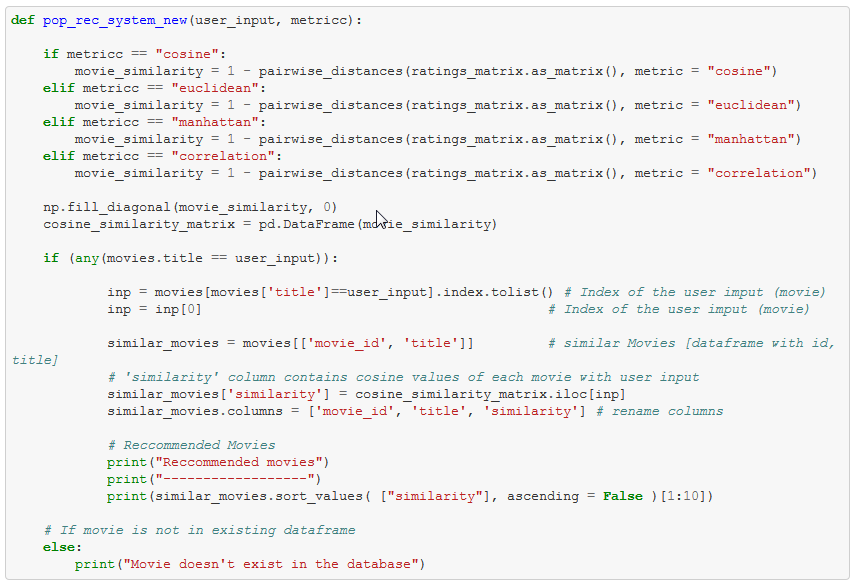 def pop_rec_system_new(user_input, metricc):
    if metricc == "cosine":
        movie_similarity = 1 - pairwise_distances(ratings_matrix.as_matrix(), metric = "cosine")
    elif metricc == "euclidean":
        movie_similarity = 1 - pairwise_distances(ratings_matrix.as_matrix(), metric = "euclidean")
    elif metricc == "manhattan":
        movie_similarity = 1 - pairwise_distances(ratings_matrix.as_matrix(), metric = "manhattan")
    elif metricc == "correlation":
        movie_similarity = 1 - pairwise_distances(ratings_matrix.as_matrix(), metric = "correlation")
    np.fill_diagonal(movie_similarity, 0)
    cosine_similarity_matrix = pd.DataFrame(movie_similarity)
    if (any(movies.title == user_input)):
            inp = movies[movies['title']==user_input].index.tolist() # Index of the user imput (movie)
            inp = inp[0]                                           # Index of the user imput (movie)
            similar_movies = movies[['movie_id', 'title']]         # similar Movies [dataframe with id,
title]
            # 'similarity' column contains cosine values of each movie with user input
            similar_movies['similarity'] = cosine_similarity_matrix.iloc[inp]
            similar_movies.columns = ['movie_id', 'title', 'similarity'] # rename columns
            # Reccommended Movies
            print("Reccommended movies")
            print("------------------")
            print(similar_movies.sort_values( ["similarity"], ascending = False )[1:10])
    # If movie is not in existing dataframe
    else:
        print("Movie doesn't exist in the database")